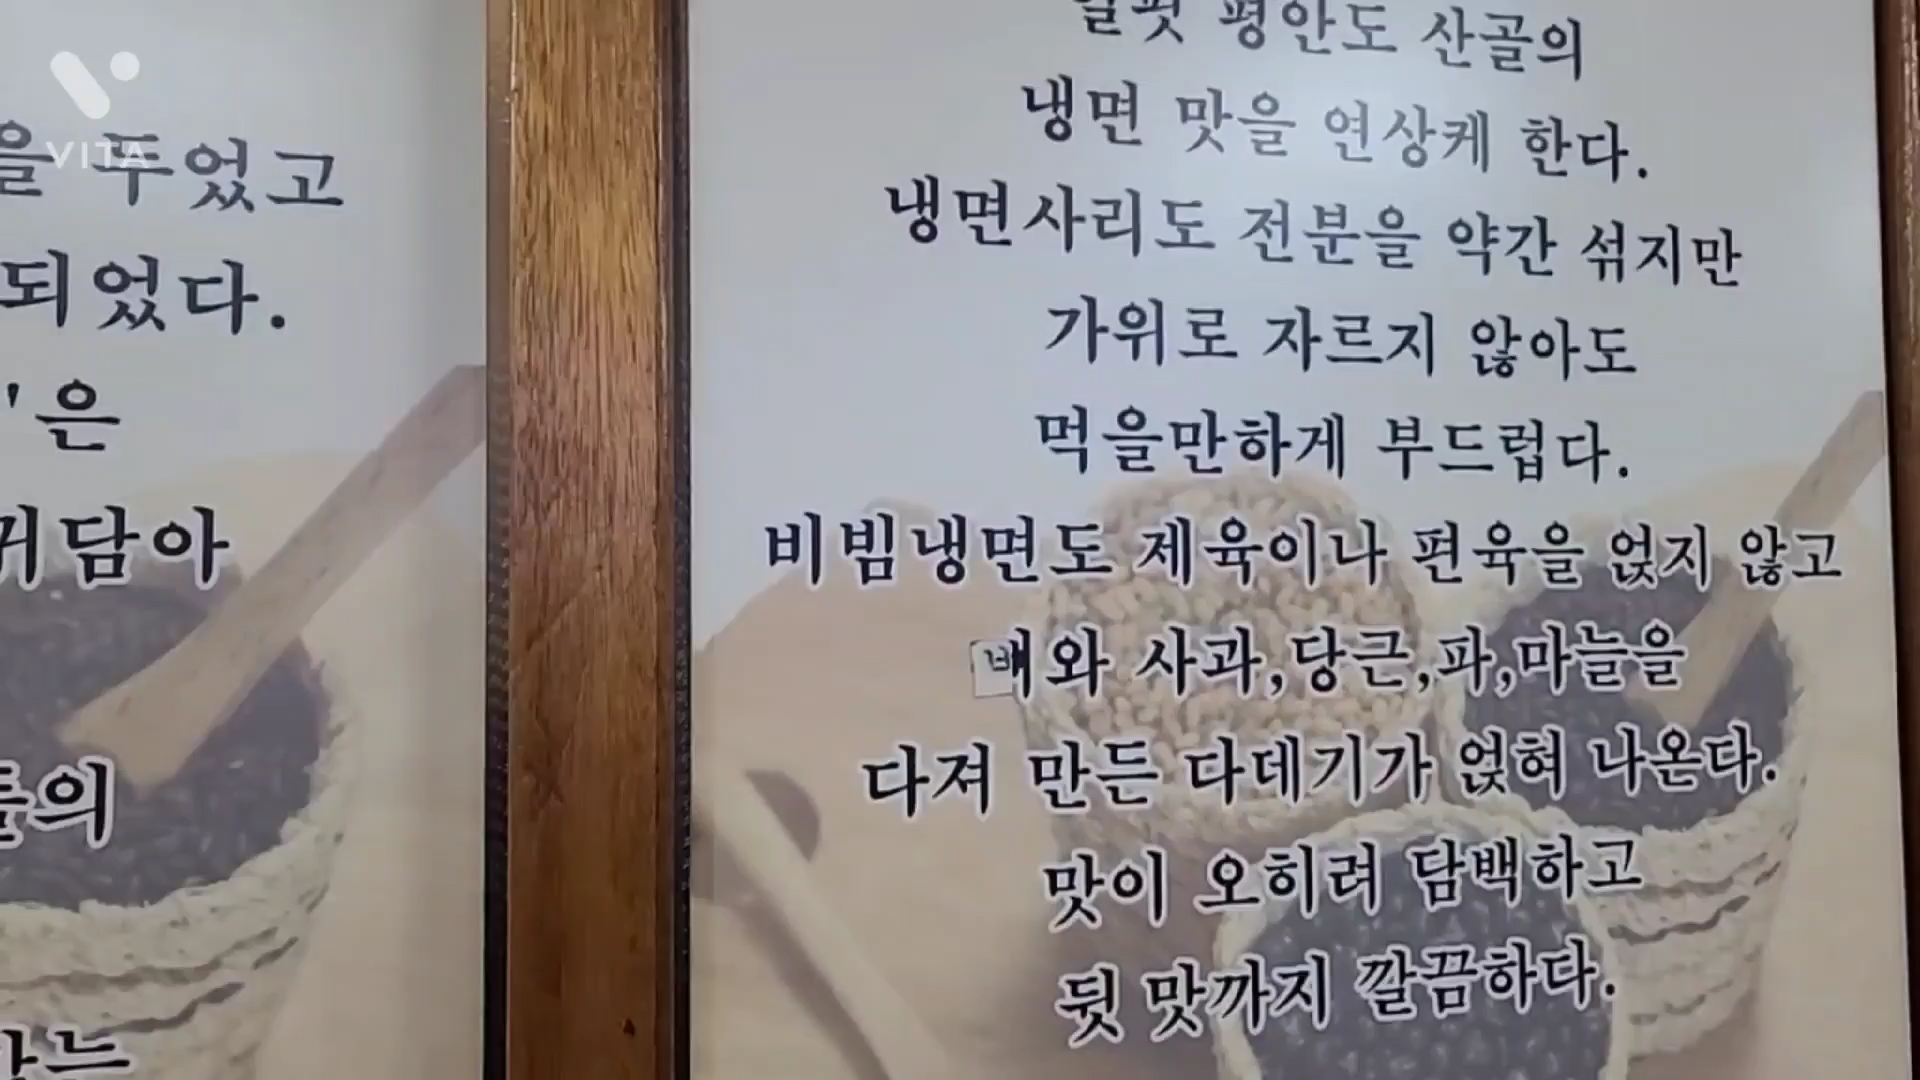 VITA
을 두었고
되었다.
'은
귀담아
들의
얼핏 평안도 산골의
냉면 맛을 연상케 한다.
냉면사리도 전분을 약간 섞지만
가위로 자르지 않아도
먹을만하게 부드럽다.
비빔냉면도 제육이나 편육을 얹지 않고
배와 사과,당근,파,마늘을
다져 만든 다데기가 얹혀 나온다.
맛이 오히려 담백하고
뒷 맛까지 깔끔하다.